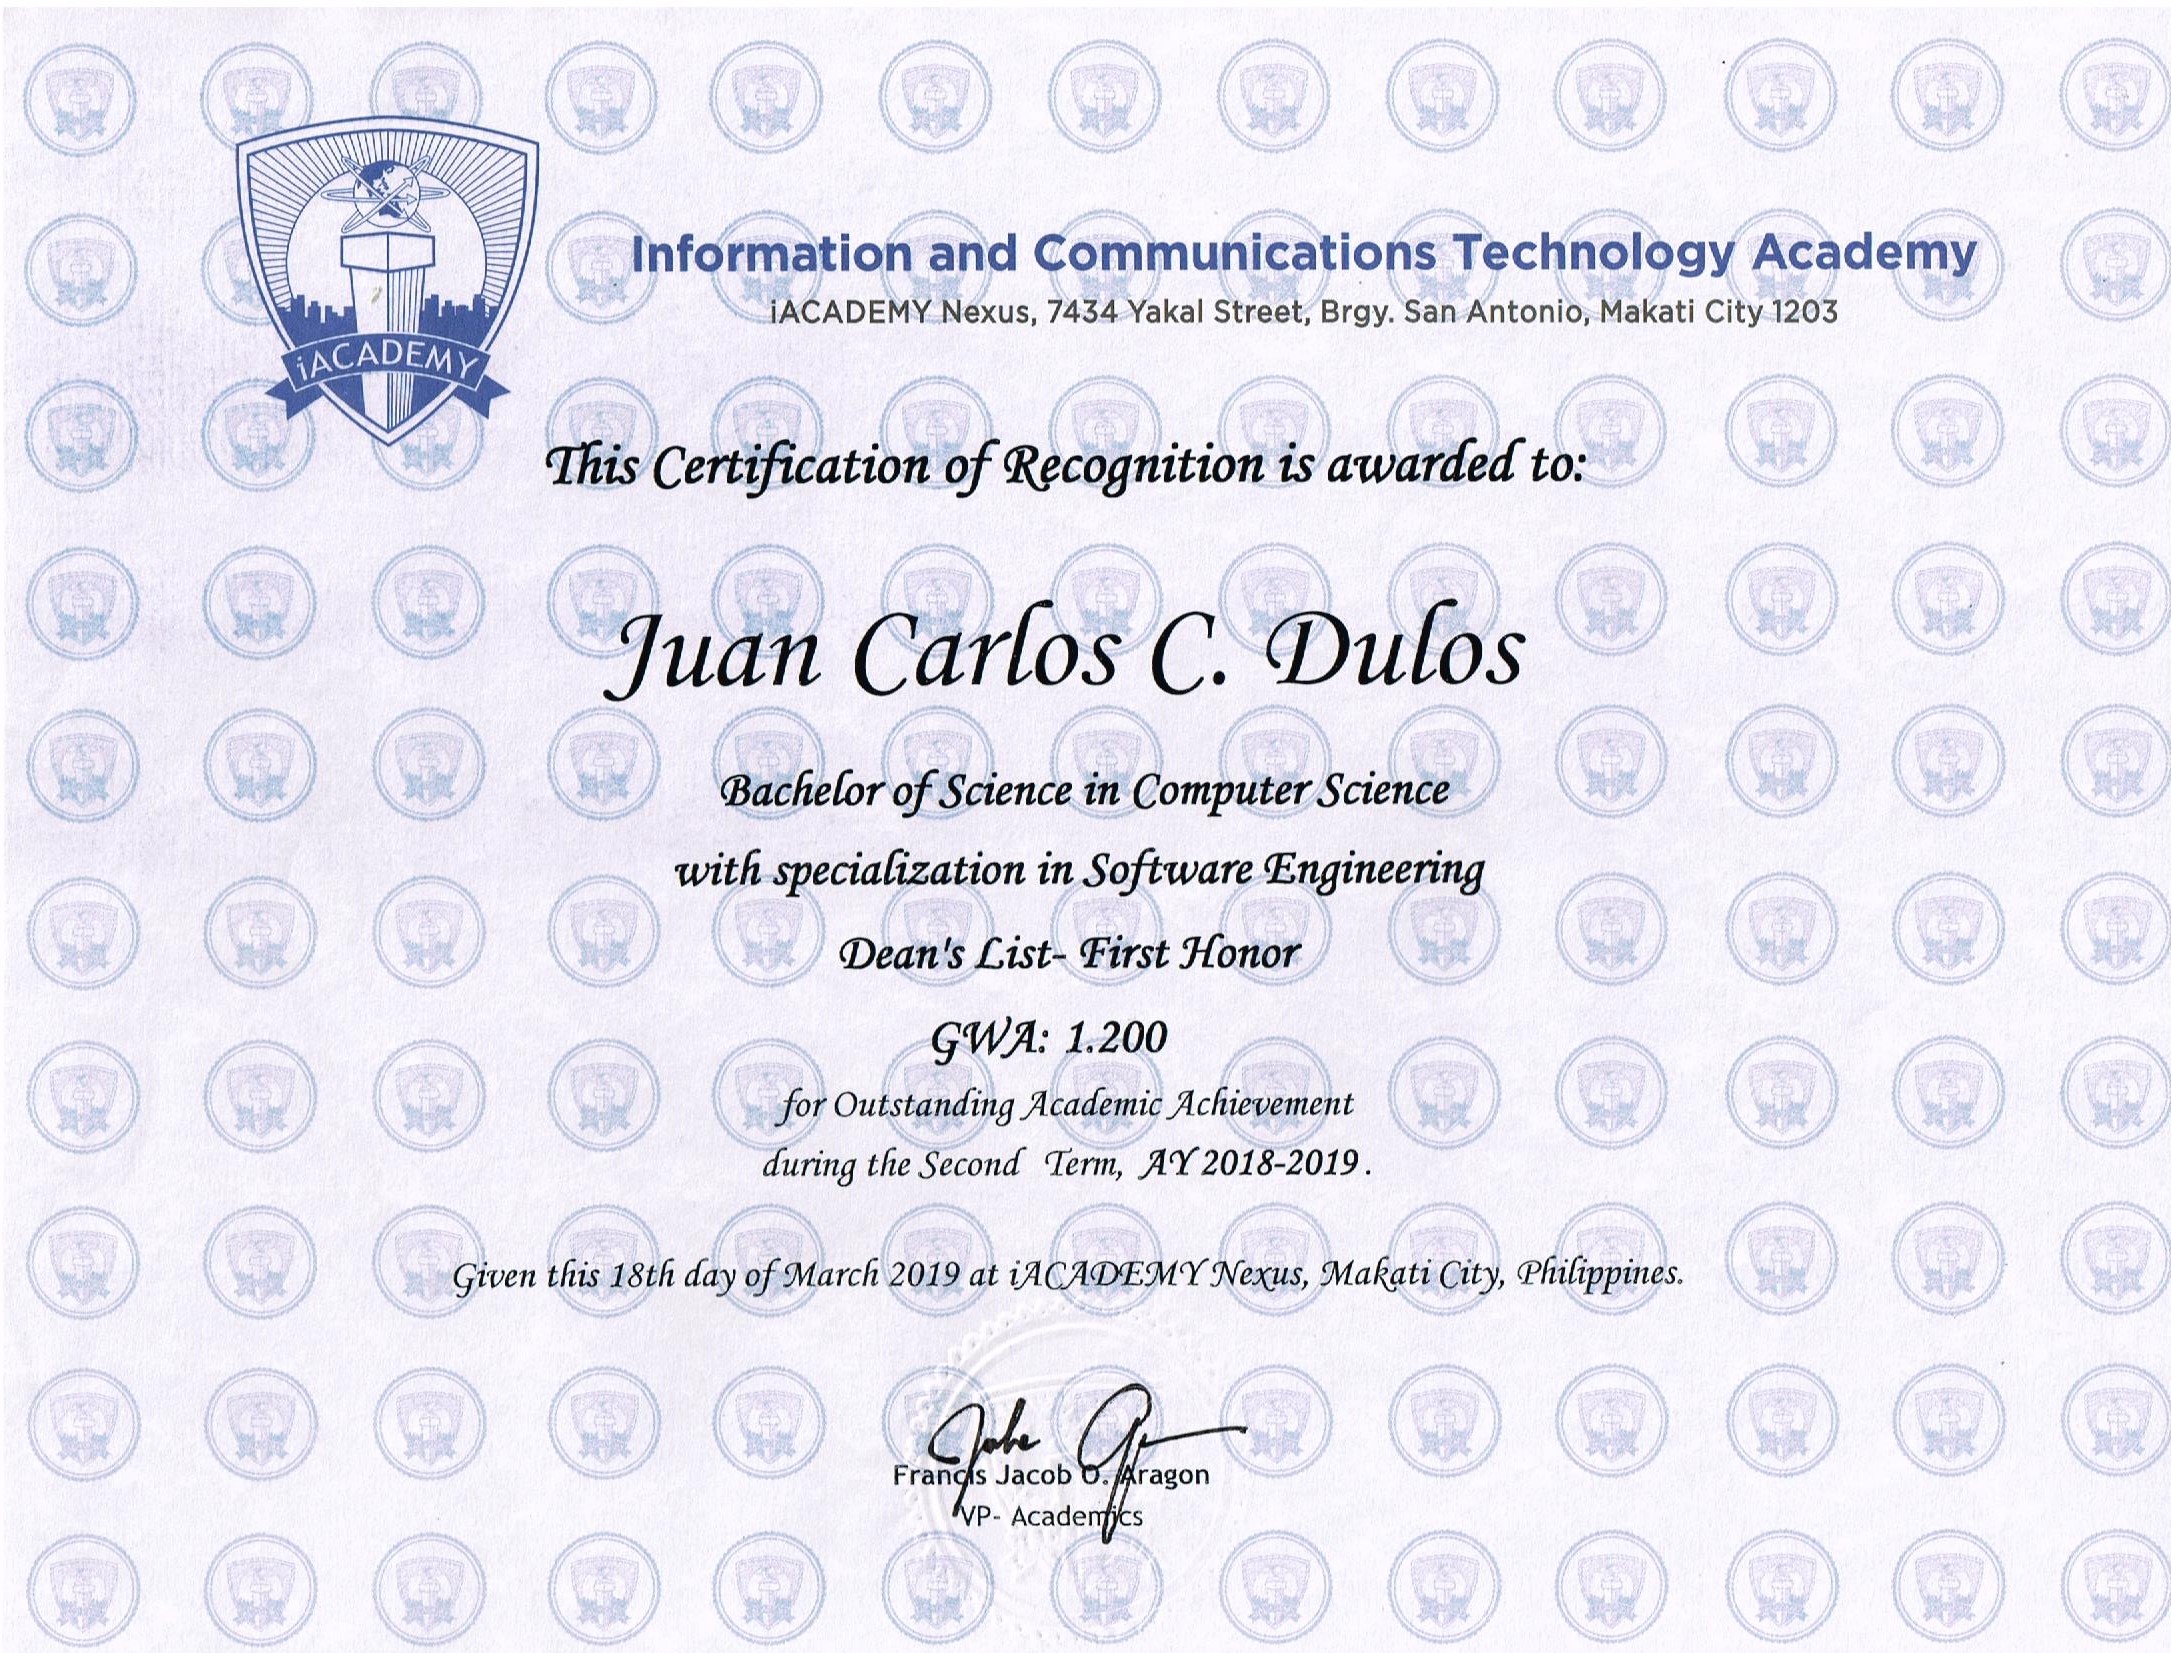 iACADEMY
Information and Communications Technology Academy
iACADEMY Nexus, 7434 Yakal Street, Brgy. San Antonio, Makati City 1203
This Certification of Recognition is awarded to:
Juan Carlos C. Dulos
Bachelor of Science in Computer Science
with specialization in Software Engineering
Dean's List- First Honor
GWA: 1.200
for Outstanding Academic Achievement
during the Second Term, AY 2018-2019.
Given this 18th day of March 2019 at iACADEMY Nexus, Makati City, Philippines.
Francis Jacob O. Aragon
VP- Academics